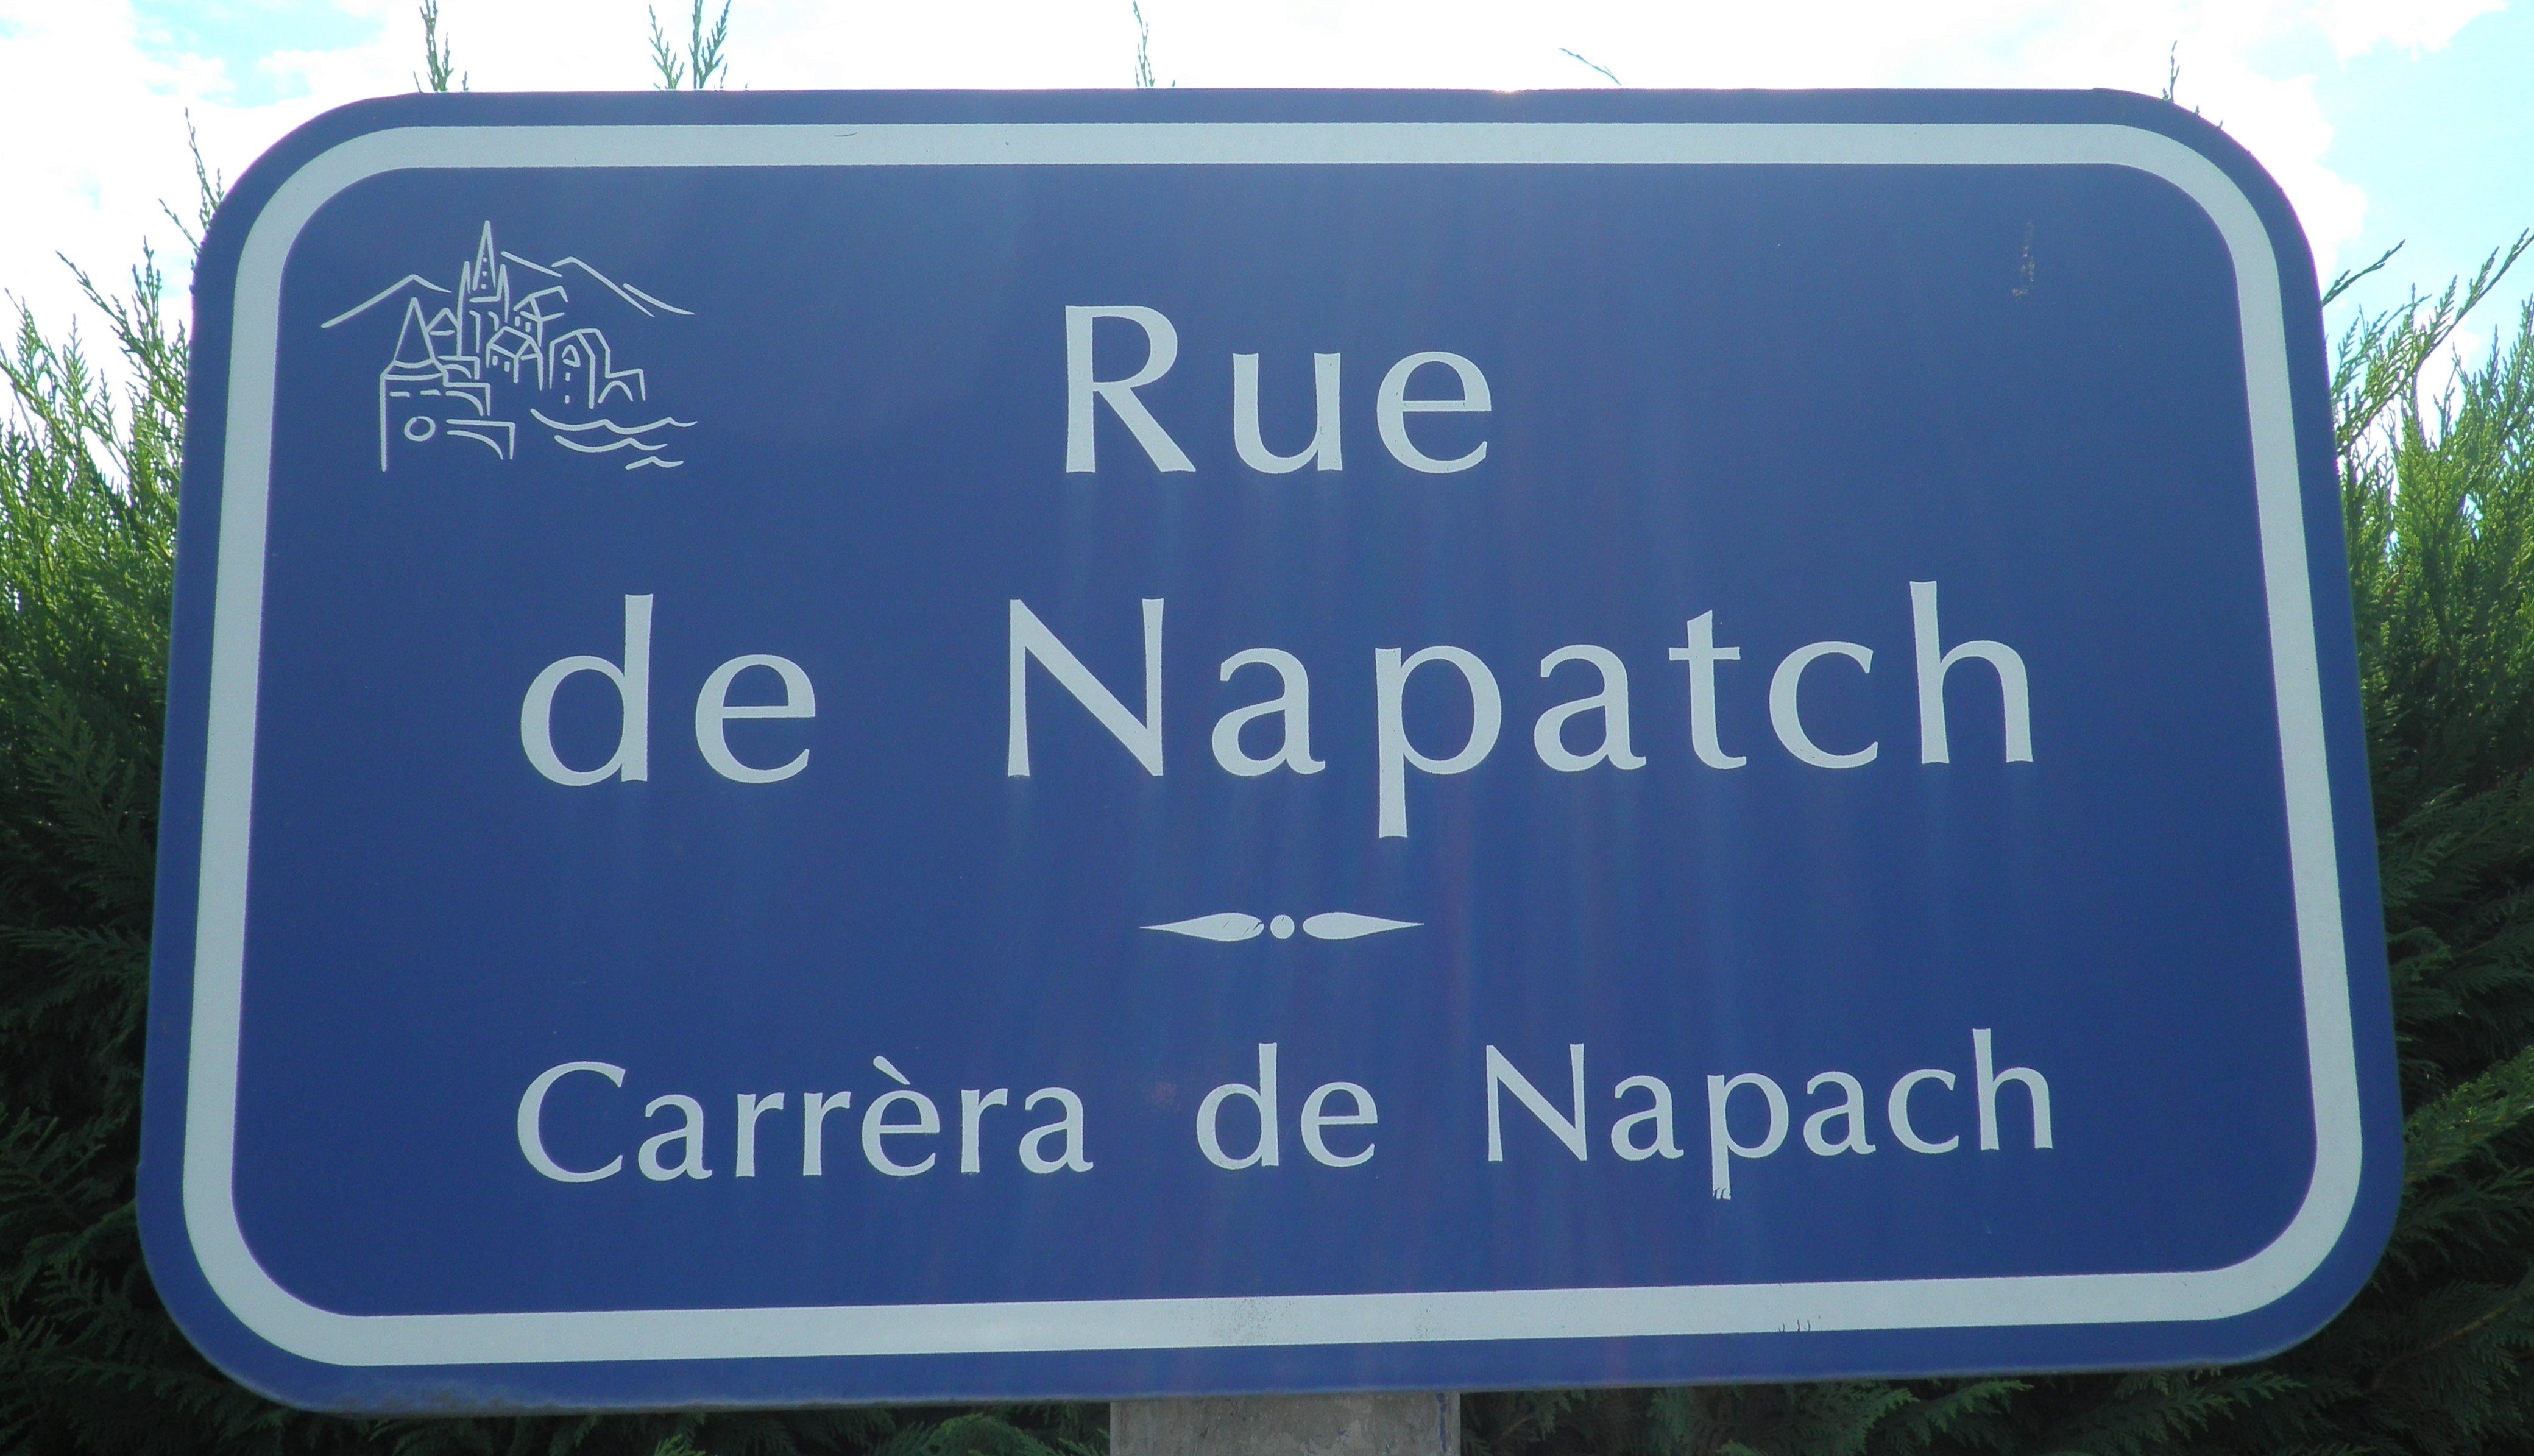 Rue
de Napatch
Carrèra de Napach